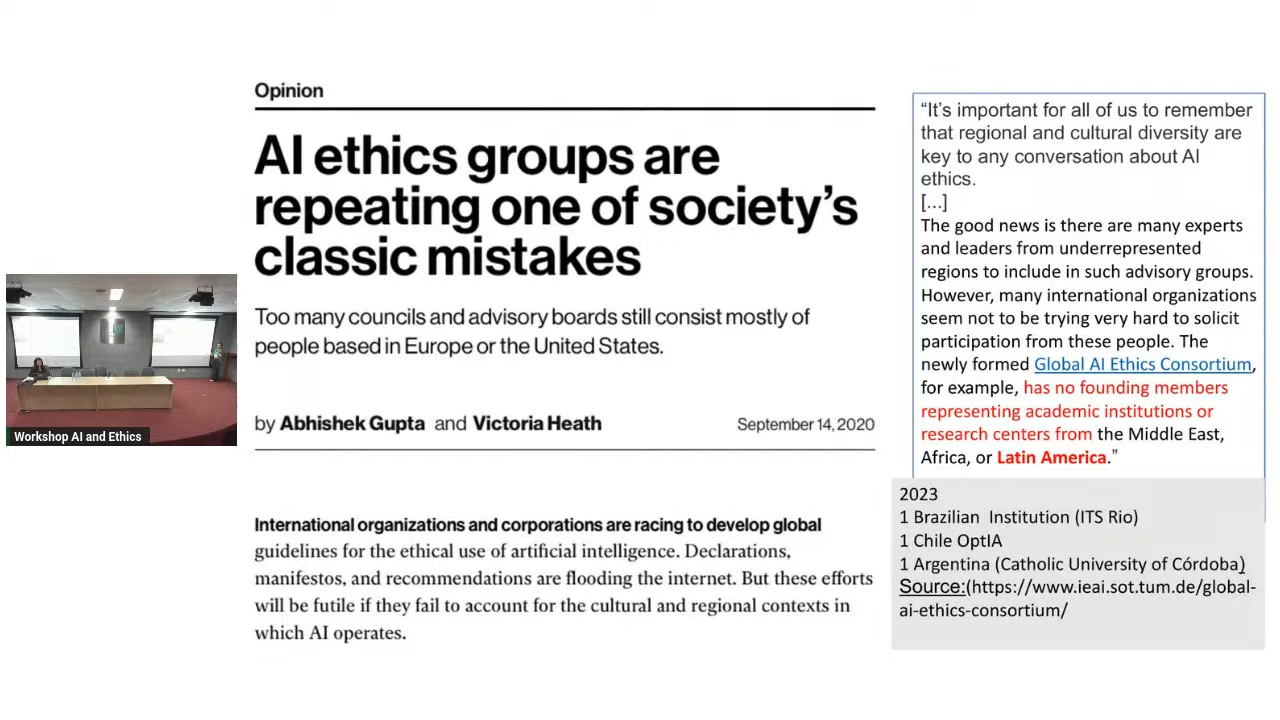 Opinion
AI ethics groups are
repeating one of society’s
classic mistakes
Too many councils and advisory boards still consist mostly of
people based in Europe or the United States.
by Abhishek Gupta and Victoria Heath
September 14, 2020
International organizations and corporations are racing to develop global
guidelines for the ethical use of artificial intelligence. Declarations,
manifestos, and recommendations are flooding the internet. But these efforts
will be futile if they fail to account for the cultural and regional contexts in
which AI operates.
“It’s important for all of us to remember
that regional and cultural diversity are
key to any conversation about AI
ethics.
[…]
The good news is there are many experts
and leaders from underrepresented
regions to include in such advisory groups.
However, many international organizations
seem not to be trying very hard to solicit
participation from these people. The
newly formed Global AI Ethics Consortium,
for example, has no founding members
representing academic institutions or
research centers from the Middle East,
Africa, or Latin America.”
2023
1 Brazilian Institution (ITS Rio)
1 Chile OptIA
1 Argentina (Catholic University of Córdoba)
Source:(https://www.ieai.sot.tum.de/global-
ai-ethics-consortium/
Workshop AI and Ethics